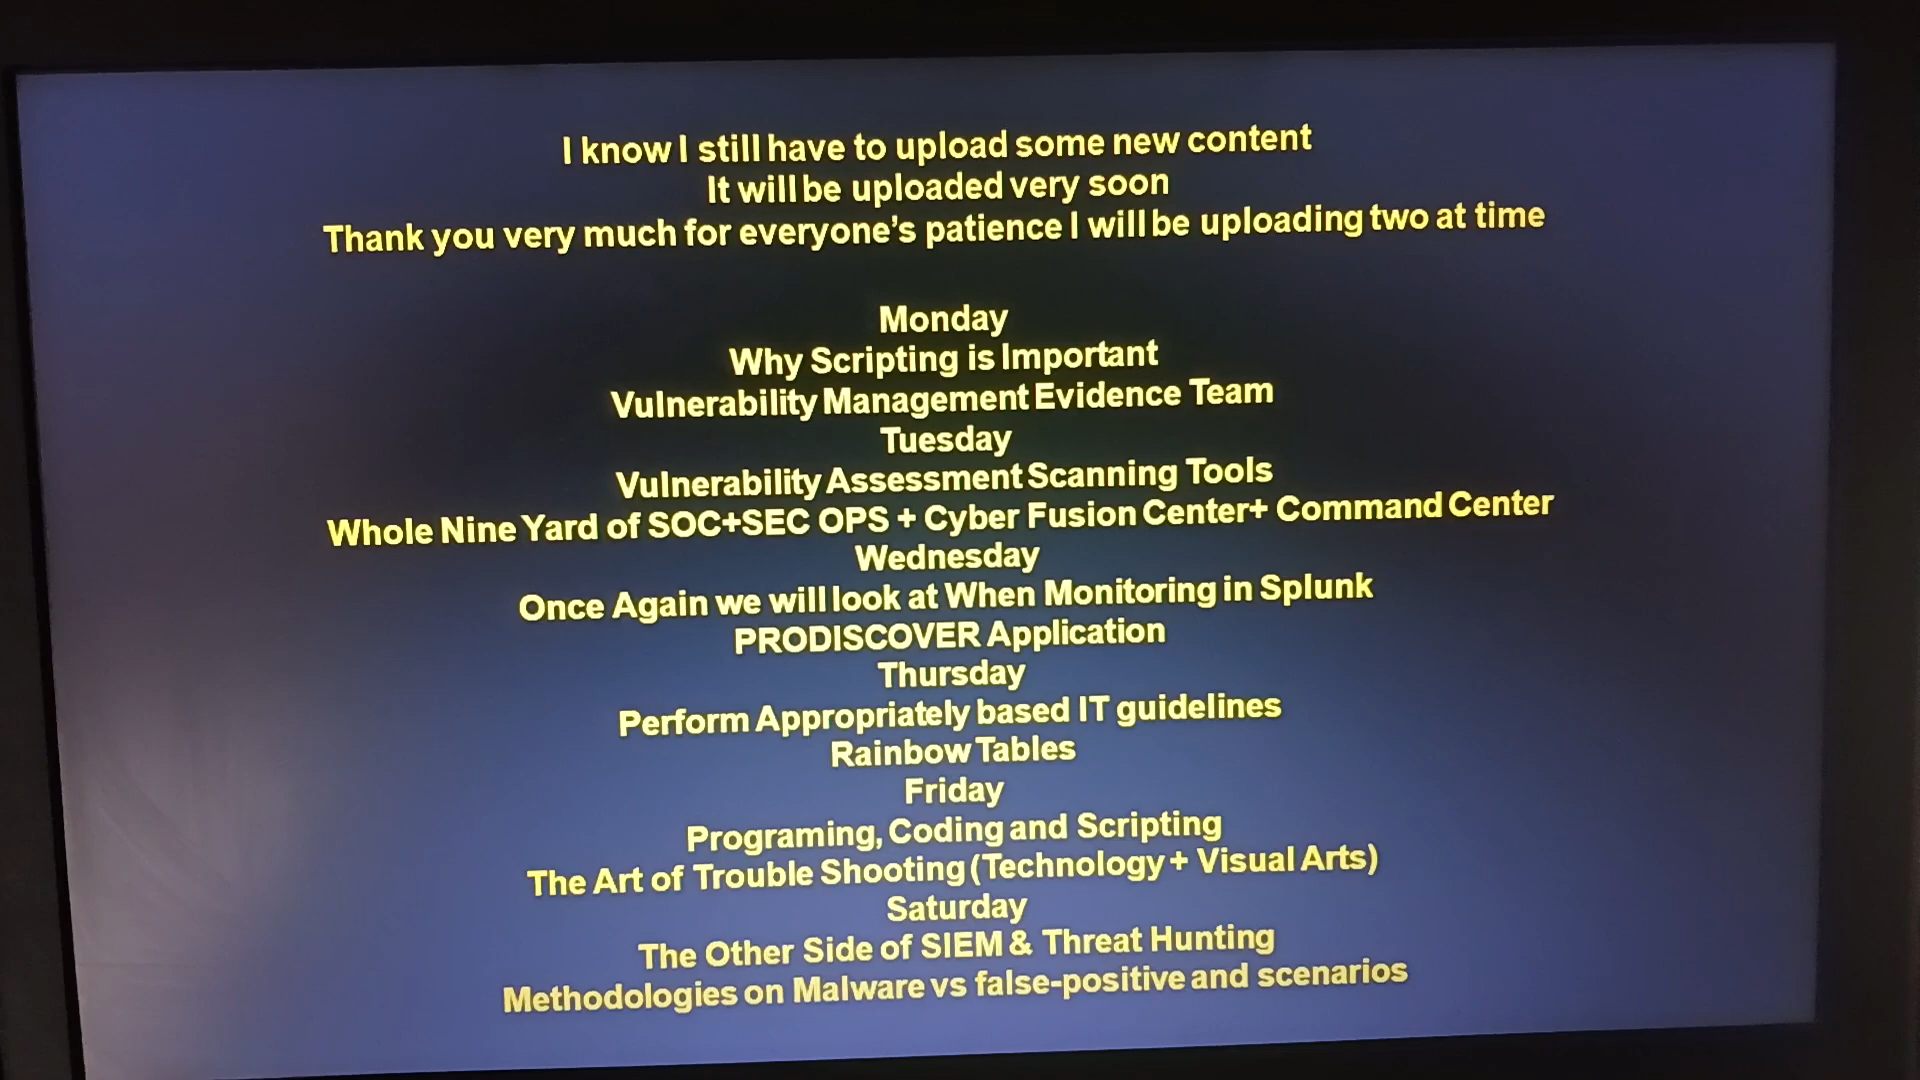 I know I still have to upload some new content
It will be uploaded very soon
Thank you very much for everyone's patience I will be uploading two at time
Monday
Why Scripting is Important
Vulnerability Management Evidence Team
Tuesday
Vulnerability Assessment Scanning Tools
Whole Nine Yard of SOC+SEC OPS + Cyber Fusion Center+ Command Center
Wednesday
Once Again we will look at When Monitoring in Splunk
PRODISCOVER Application
Thursday
Perform Appropriately based IT guidelines
Rainbow Tables
Friday
Programing, Coding and Scripting
The Art of Trouble Shooting (Technology + Visual Arts)
Saturday
The Other Side of SIEM & Threat Hunting
Methodologies on Malware vs false-positive and scenarios